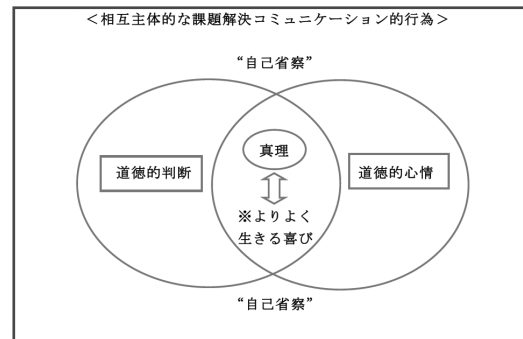 ＜相互主体的な課題解決コミュニケーション的行為＞
“自己省察”
真理
道徳的判断
道徳的心情
※よりよく
生きる喜び
“自己省察”